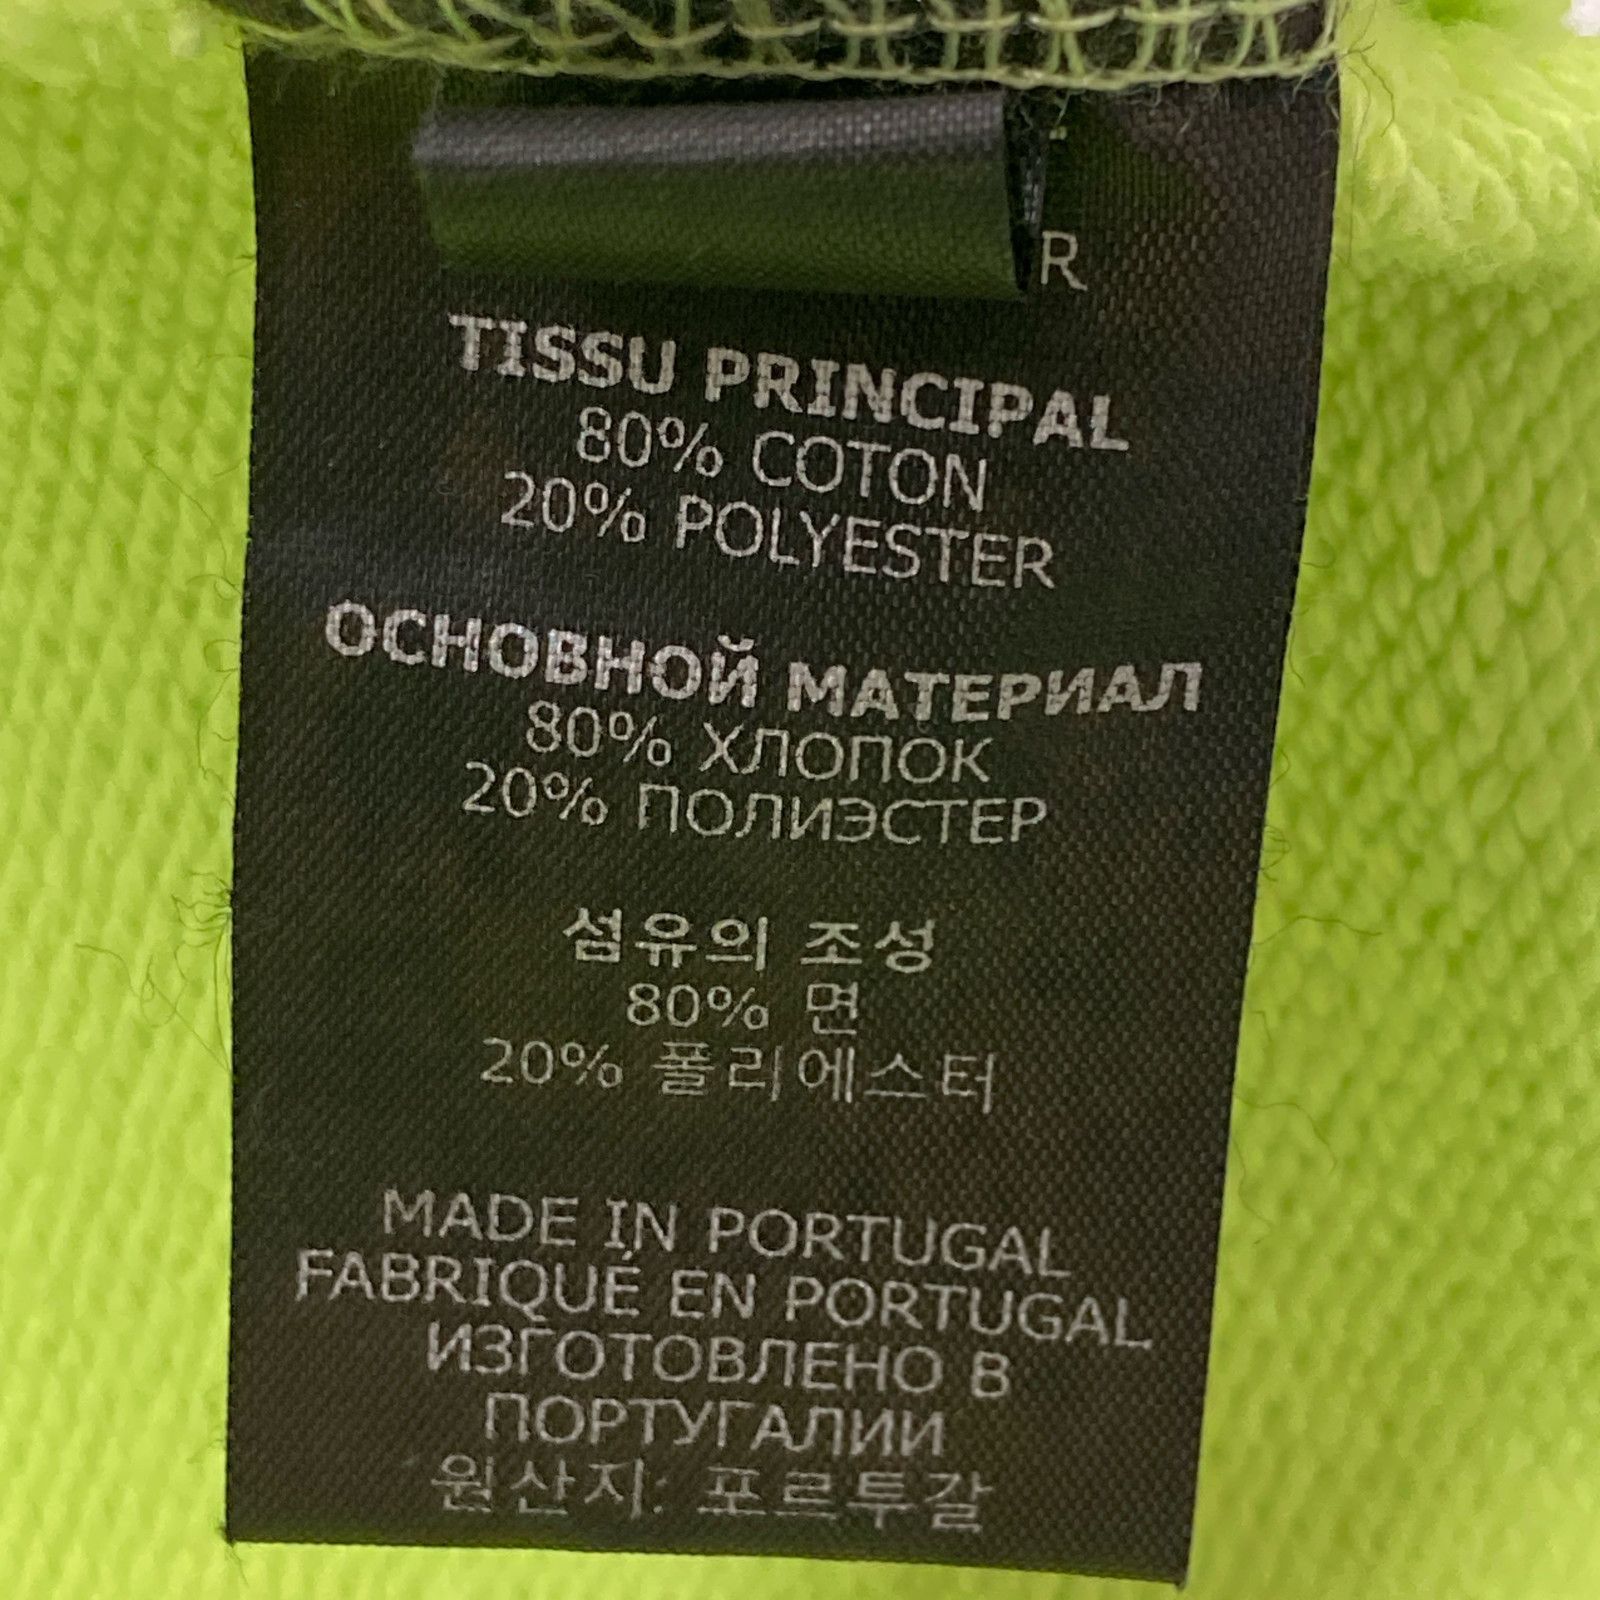 R
TISSU PRINCIPAL
80% COTON
20% POLYESTER
ОСНОВНОЙ МАТЕРИАЛ
80% ХЛОПОК
20% ПОЛИЭСТЕР
섬유의 조성
80% 면
20% 폴리에스터
MADE IN PORTUGAL
FABRIQUÉ EN PORTUGAL
ИЗГОТОВЛЕНО В
ПОРТУГАЛИИ
원산지: 포르투갈